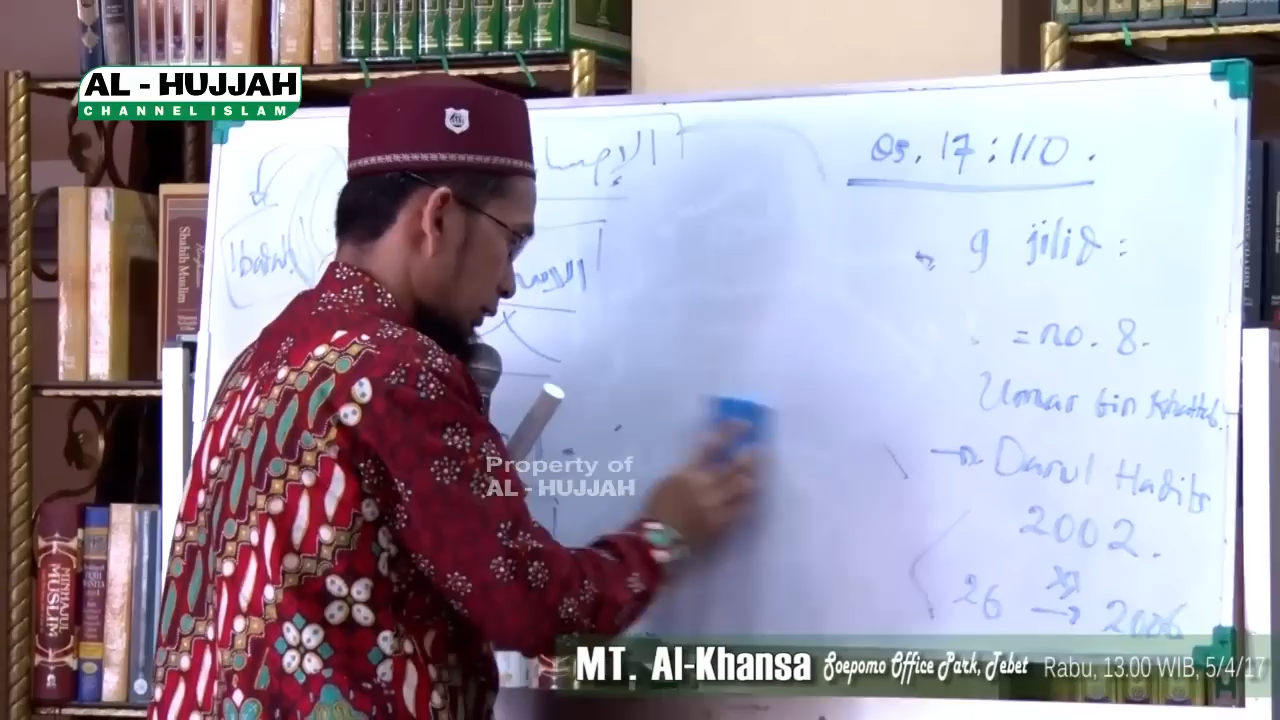 AL - HUJJAH
CHANNEL ISLAM
Qs. 17:110.
9 jilid :
= no. 8.
Umar bin Khattab.
→ Darul Hadits
2002.
26 → 2006
Ibadah
Shahih Muslim
MINHAJUL MUSLIM
Property of
AL - HUJJAH
MT. Al-Khansa Soepomo Office Park, Tebet Rabu, 13.00 WIB, 5/4/17